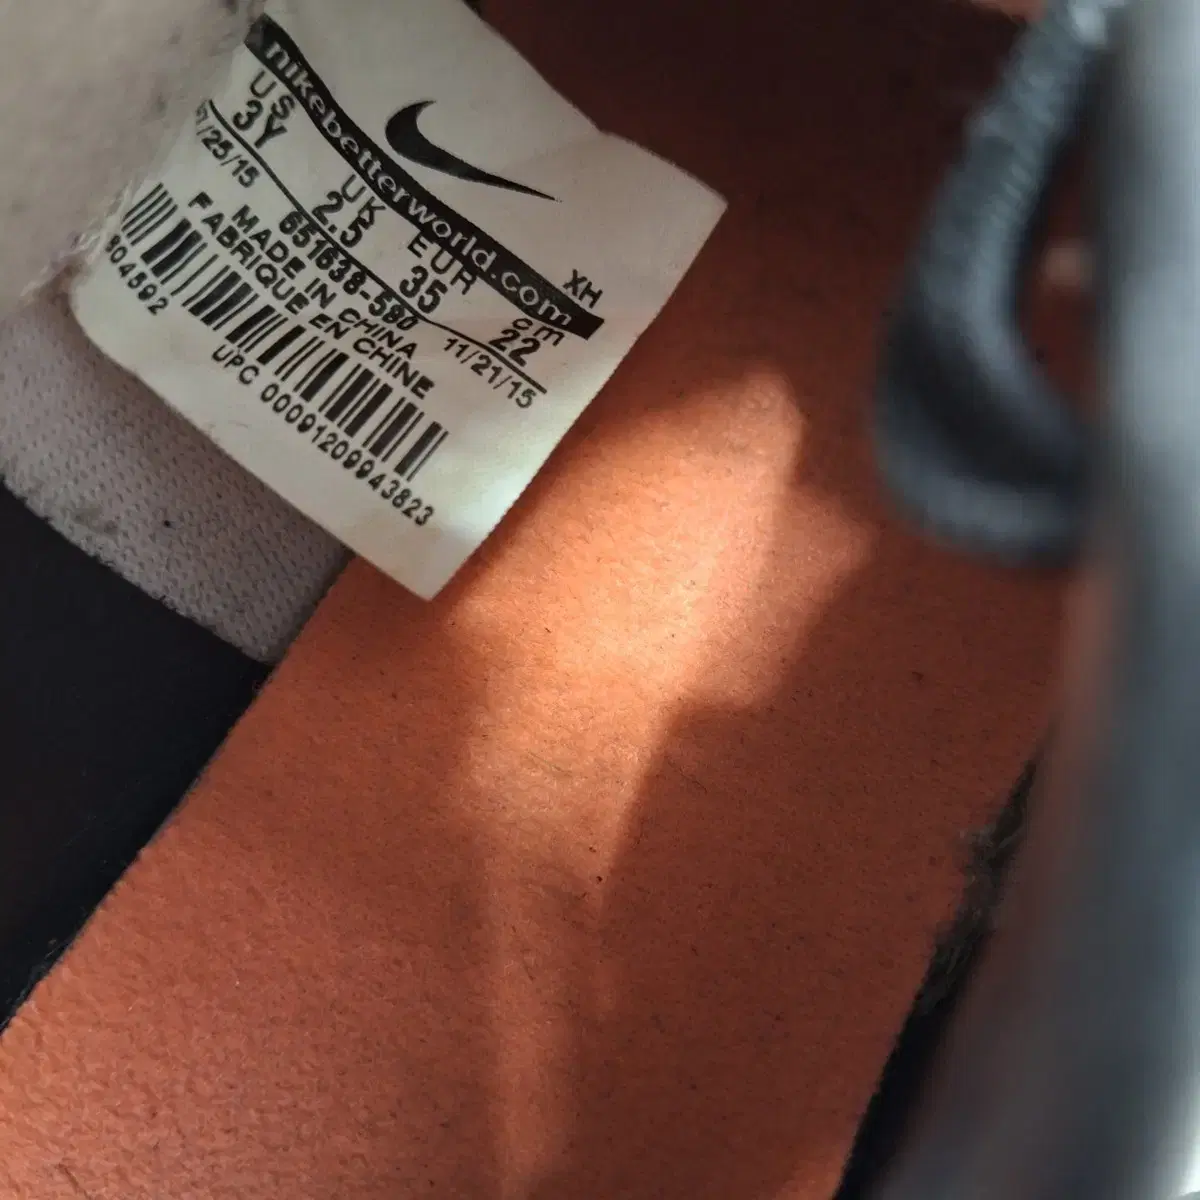 nikebetterworld.com
XH
US UK EUR cm
3Y 2.5 35 22
/25/15 651638-580 11/21/15
MADE IN CHINA
FABRIQUE EN CHINE
804592
UPC 00091209943823